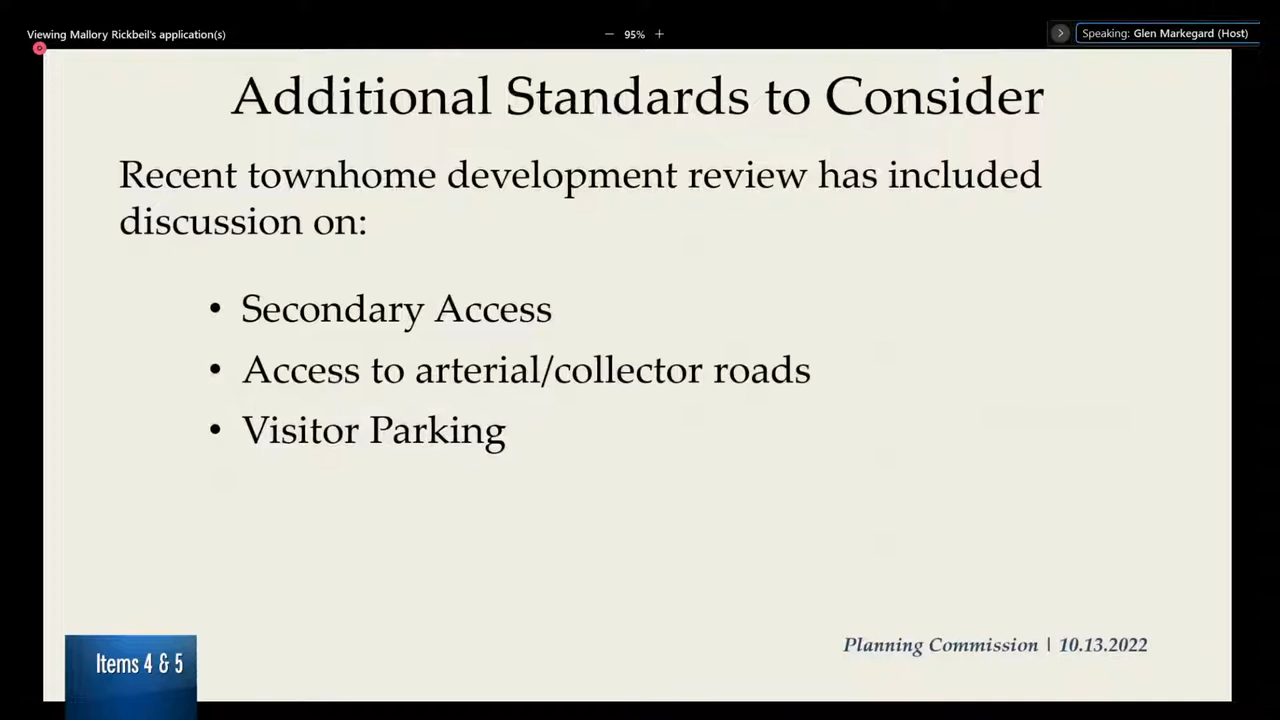 Viewing Mallory Rickbeil's application(s)
− 95% +
Speaking: Glen Markegard (Host)
Additional Standards to Consider
Recent townhome development review has included
discussion on:
• Secondary Access
• Access to arterial/collector roads
• Visitor Parking
Planning Commission | 10.13.2022
Items 4 & 5